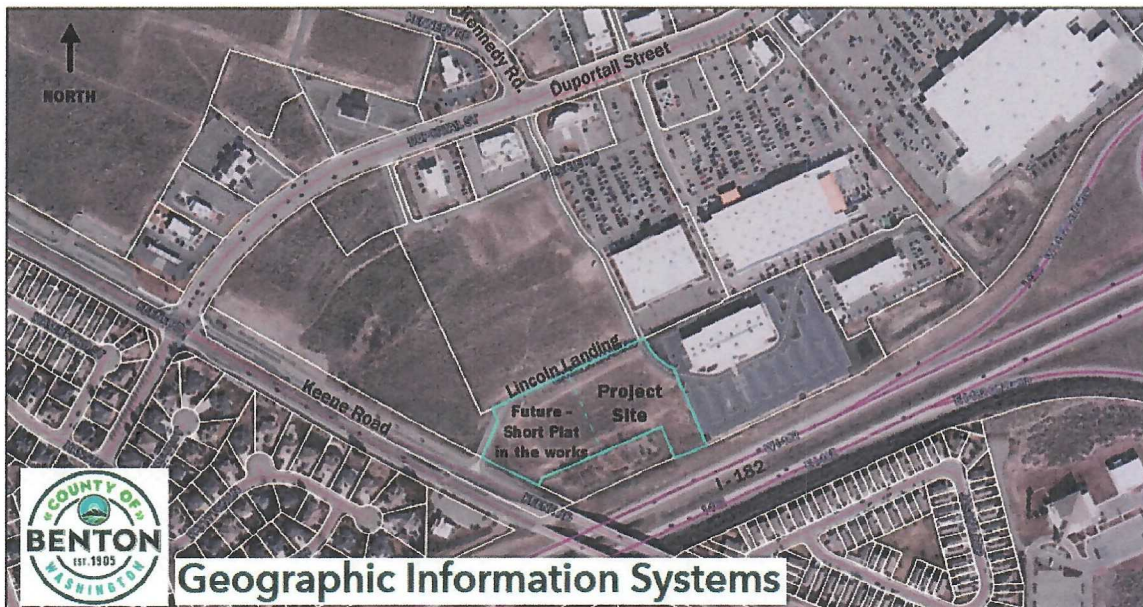 NORTH
Kennedy Rd.
Duportail Street
Lincoln Landing
Project
Site
Future -
Short Plat
in the works
Keene Road
I - 182
COUNTY OF
BENTON
EST. 1905
WASHINGTON
Geographic Information Systems